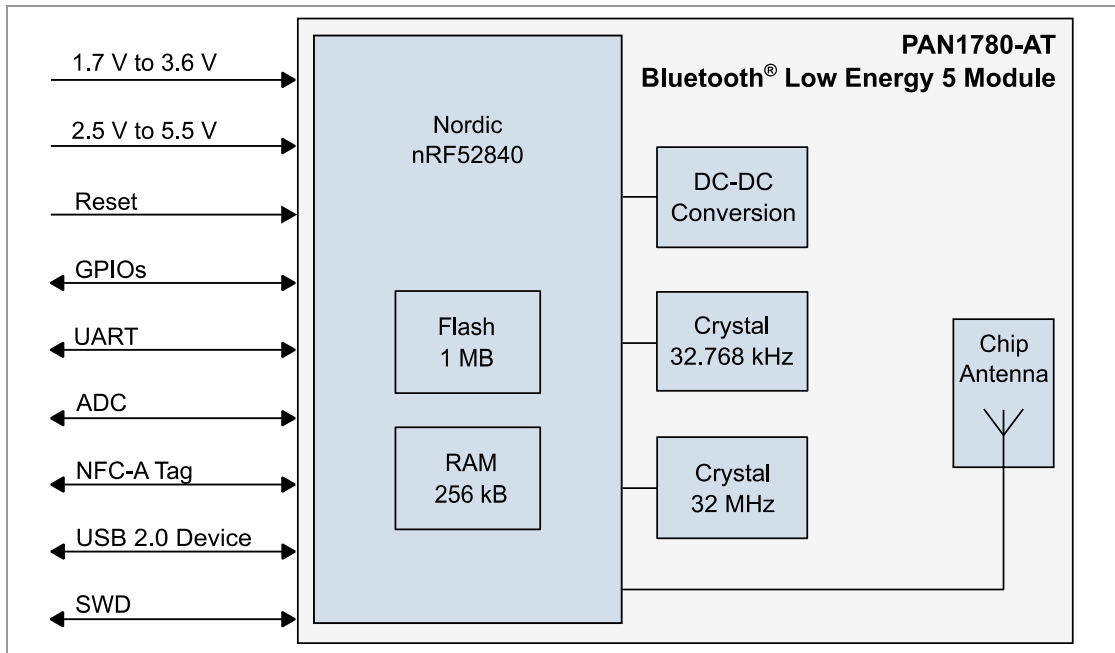 PAN1780-AT
Bluetooth® Low Energy 5 Module
1.7 V to 3.6 V
2.5 V to 5.5 V
Reset
GPIOs
UART
ADC
NFC-A Tag
USB 2.0 Device
SWD
Nordic
nRF52840
Flash
1 MB
RAM
256 kB
DC-DC
Conversion
Crystal
32.768 kHz
Crystal
32 MHz
Chip
Antenna